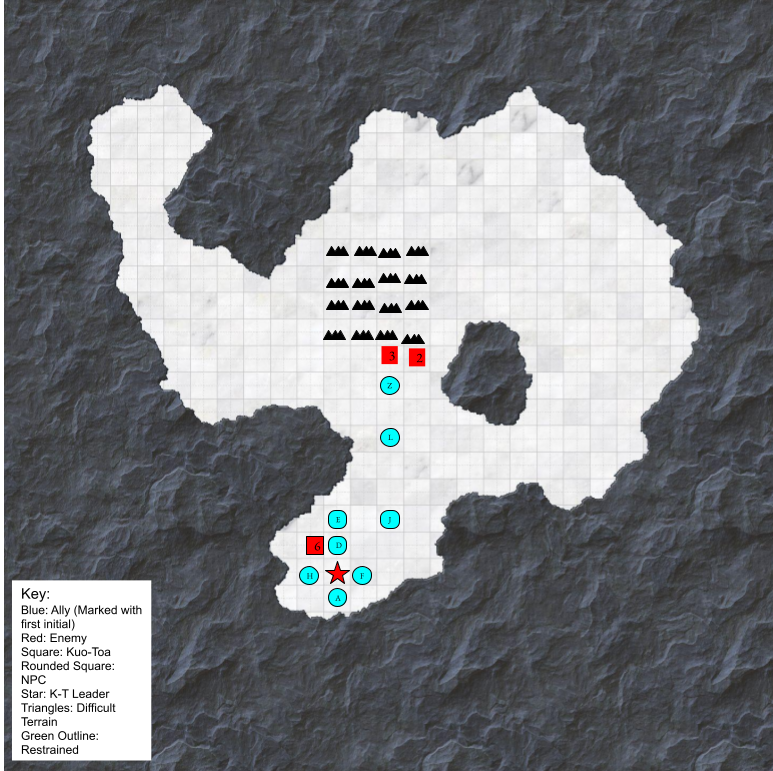 3
2
Z
L
E
J
6
D
H
F
A
Key:
Blue: Ally (Marked with
first initial)
Red: Enemy
Square: Kuo-Toa
Rounded Square:
NPC
Star: K-T Leader
Triangles: Difficult
Terrain
Green Outline:
Restrained